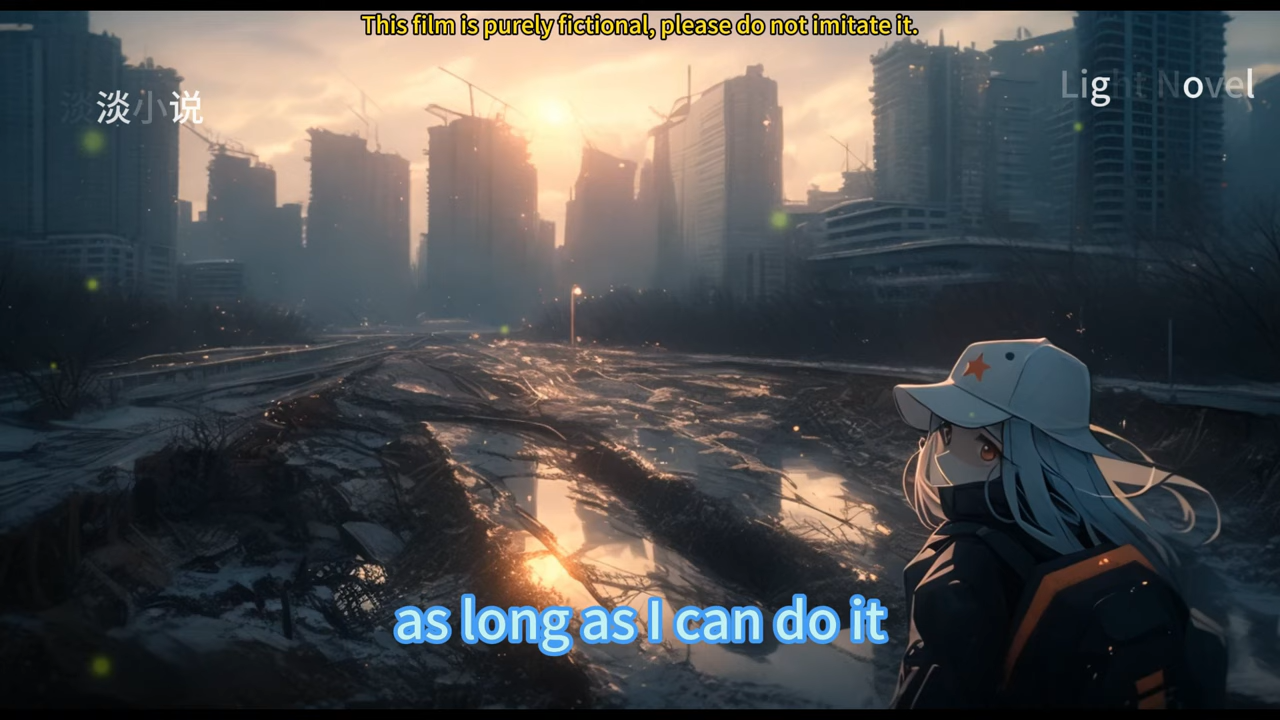 This film is purely fictional, please do not imitate it.
淡淡小说
Light Novel
as long as I can do it